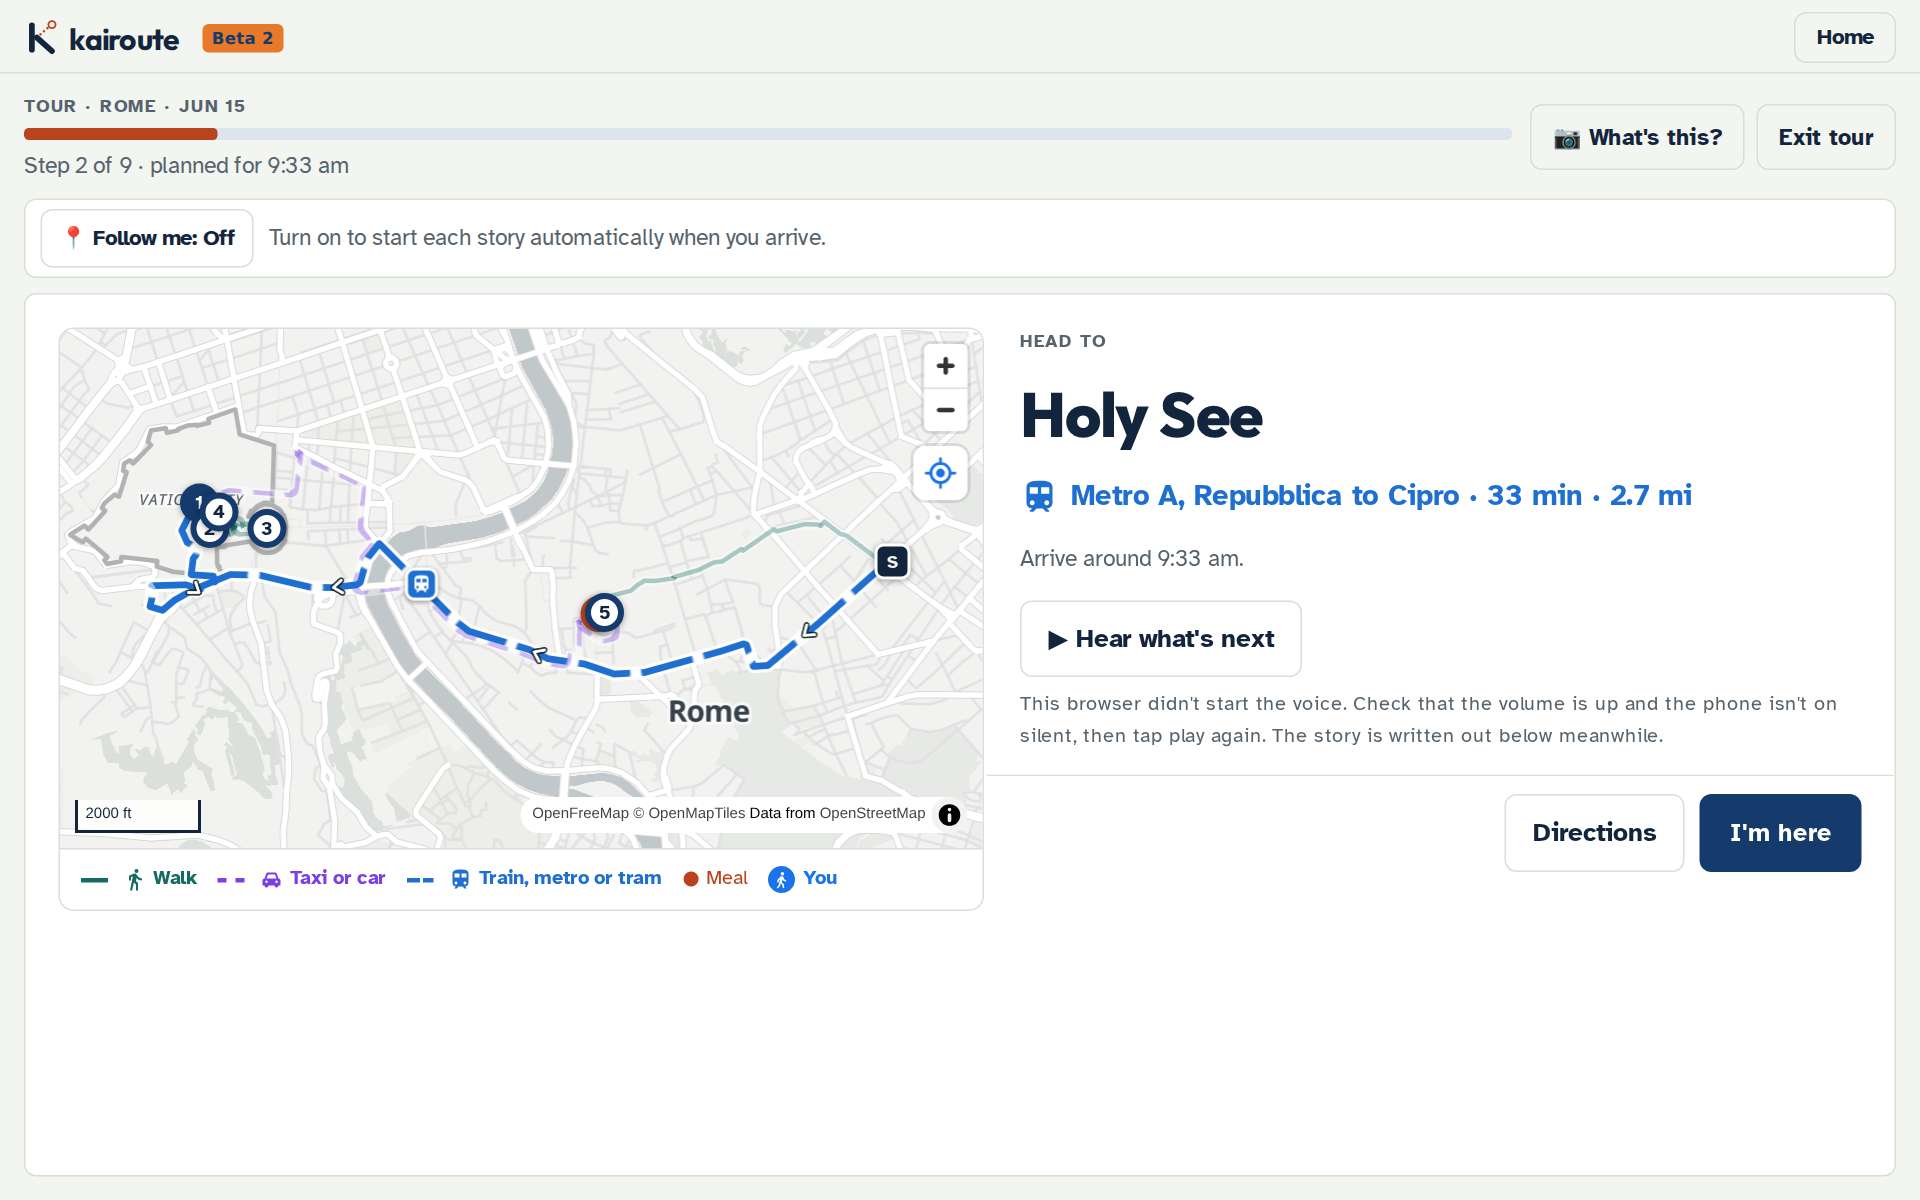 kairoute
Beta 2
Home
TOUR · ROME · JUN 15
Step 2 of 9 · planned for 9:33 am
What's this?
Exit tour
Follow me: Off
Turn on to start each story automatically when you arrive.
1
4
2
3
5
S
Rome
2000 ft
OpenFreeMap © OpenMapTiles Data from OpenStreetMap
Walk
Taxi or car
Train, metro or tram
Meal
You
HEAD TO
Holy See
Metro A, Repubblica to Cipro · 33 min · 2.7 mi
Arrive around 9:33 am.
▶ Hear what's next
This browser didn't start the voice. Check that the volume is up and the phone isn't on
silent, then tap play again. The story is written out below meanwhile.
Directions
I'm here